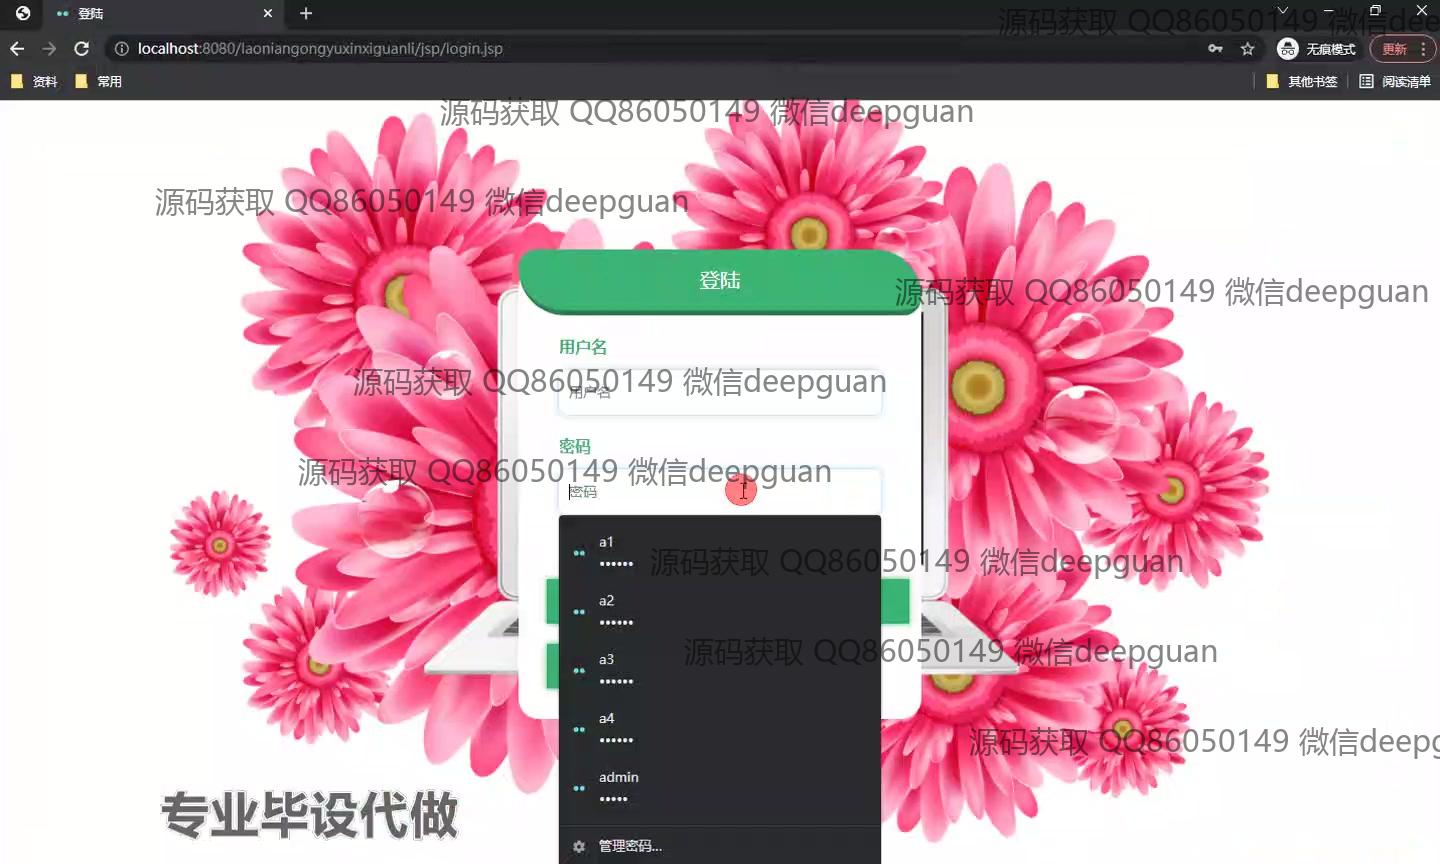 登陆
源码获取 QQ86050149 微信deep
localhost:8080/laoniangongyuxinxiguanli/jsp/login.jsp
无痕模式
更新
资料
常用
其他书签
阅读清单
源码获取 QQ86050149 微信deepguan
源码获取 QQ86050149 微信deepguan
登陆
源码获取 QQ86050149 微信deepguan
用户名
源码获取 QQ86050149 微信deepguan
用户名
密码
源码获取 QQ86050149 微信deepguan
密码
a1
••••••
源码获取 QQ86050149 微信deepguan
a2
••••••
a3
••••••
源码获取 QQ86050149 微信deepguan
a4
••••••
源码获取 QQ86050149 微信deepg
admin
•••••
专业毕设代做
管理密码...